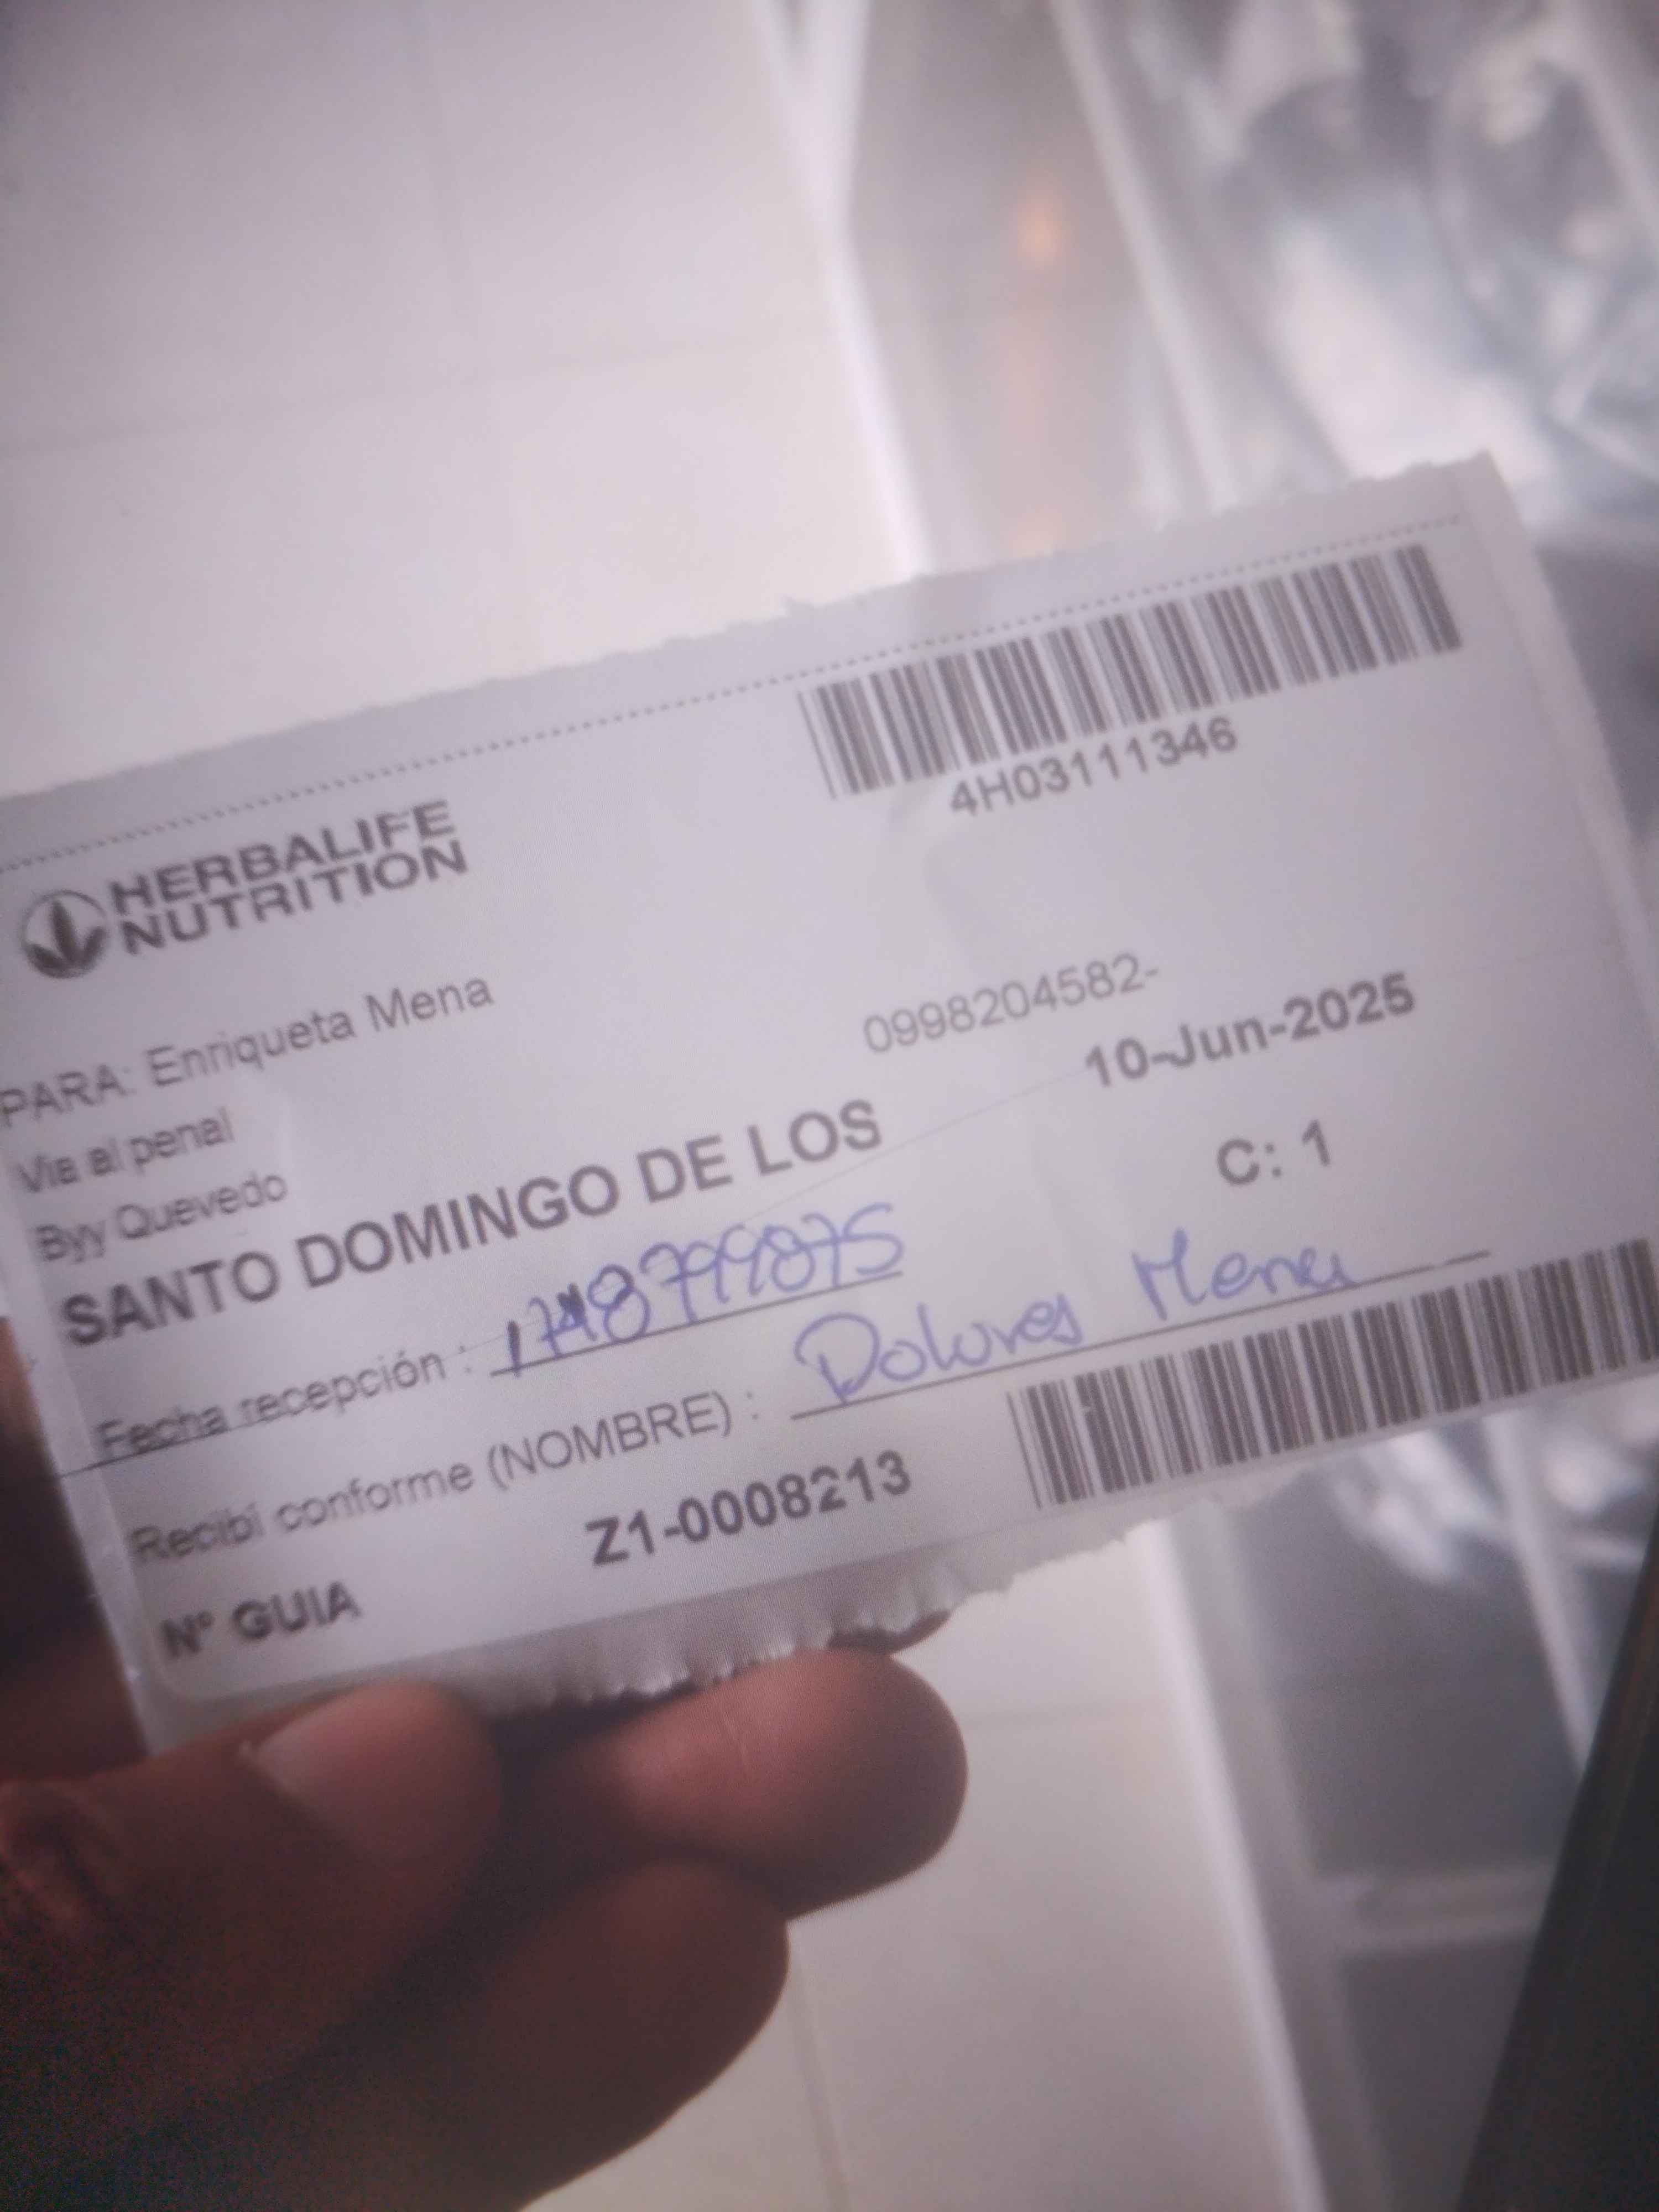 4H03111346
HERBALIFE
NUTRITION
PARA: Enriqueta Mena
0998204582-
Via al penal
10-Jun-2025
Byy Quevedo
C: 1
SANTO DOMINGO DE LOS
Fecha recepción :
Recibí conforme (NOMBRE) : Dolores Mena
Nº GUIA Z1-0008213